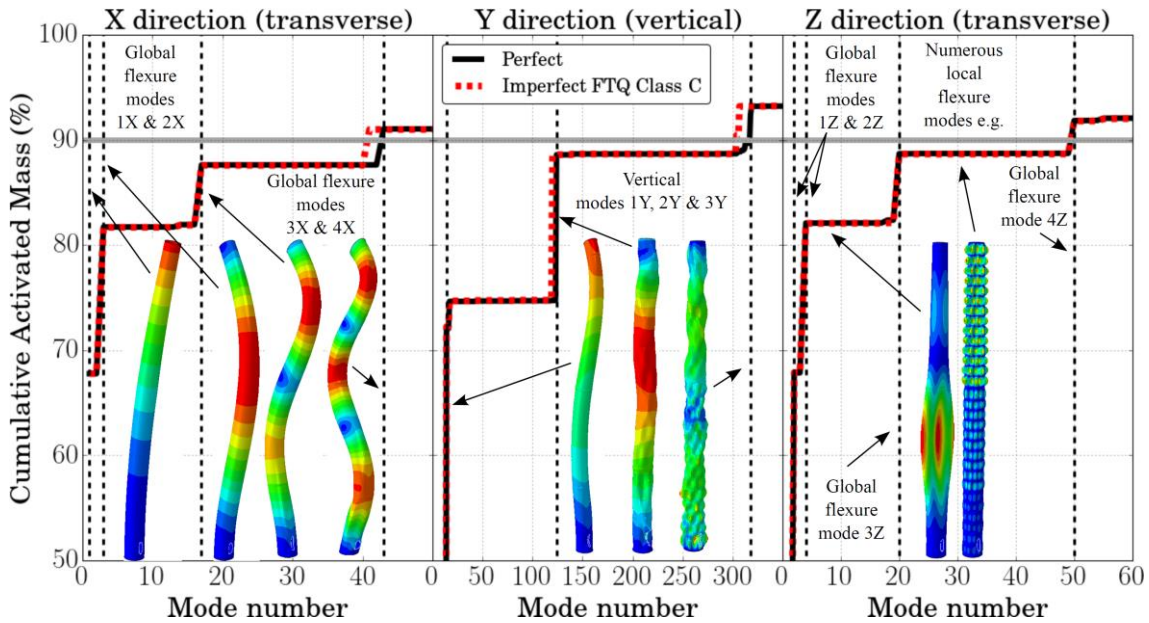 X direction (transverse)
Y direction (vertical)
Z direction (transverse)
Cumulative Activated Mass (%)
100
90
80
70
60
50
Global
flexure
modes
1X & 2X
Global flexure
modes
3X & 4X
0
10
20
30
40
Mode number
Perfect
Imperfect FTQ Class C
Vertical
modes 1Y, 2Y & 3Y
0
50
100
150
200
250
300
Mode number
Global
flexure
modes
1Z & 2Z
Numerous
local
flexure
modes e.g.
Global
flexure
mode 4Z
Global
flexure
mode 3Z
0
10
20
30
40
50
60
Mode number